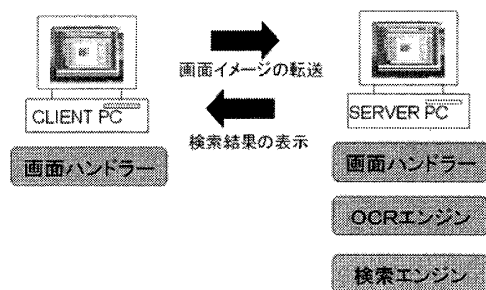 画面イメージの転送
CLIENT PC
SERVER PC
検索結果の表示
画面ハンドラー
画面ハンドラー
OCRエンジン
検索エンジン